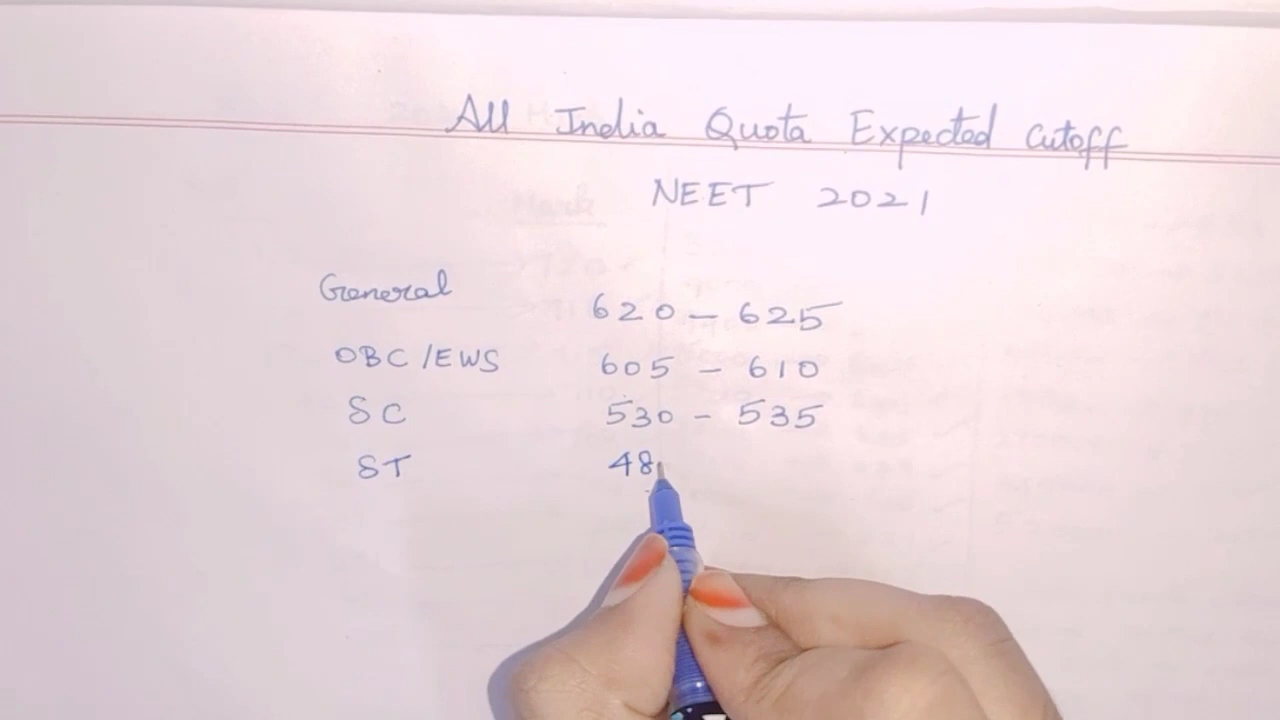 All India Quota Expected Cutoff
NEET 2021
General 620 - 625
OBC/EWS 605 - 610
SC 530 - 535
ST 48